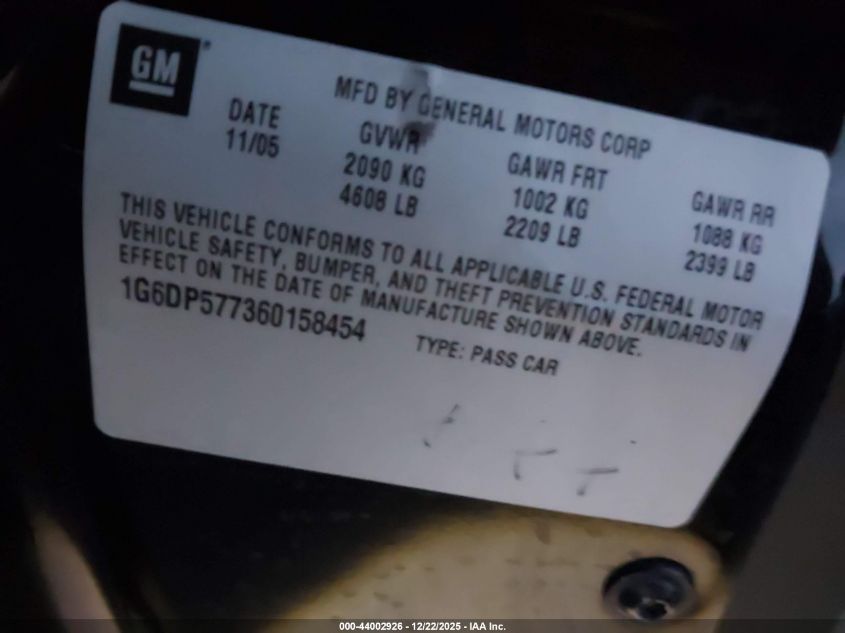 GM
MFD BY GENERAL MOTORS CORP
DATE GVWR GAWR FRT GAWR RR
11/05 2090 KG 1002 KG 1088 KG
4608 LB 2209 LB 2399 LB
THIS VEHICLE CONFORMS TO ALL APPLICABLE U.S. FEDERAL MOTOR
VEHICLE SAFETY, BUMPER, AND THEFT PREVENTION STANDARDS IN
EFFECT ON THE DATE OF MANUFACTURE SHOWN ABOVE.
1G6DP577360158454 TYPE: PASS CAR
000-44002926 - 12/22/2025 - IAA Inc.